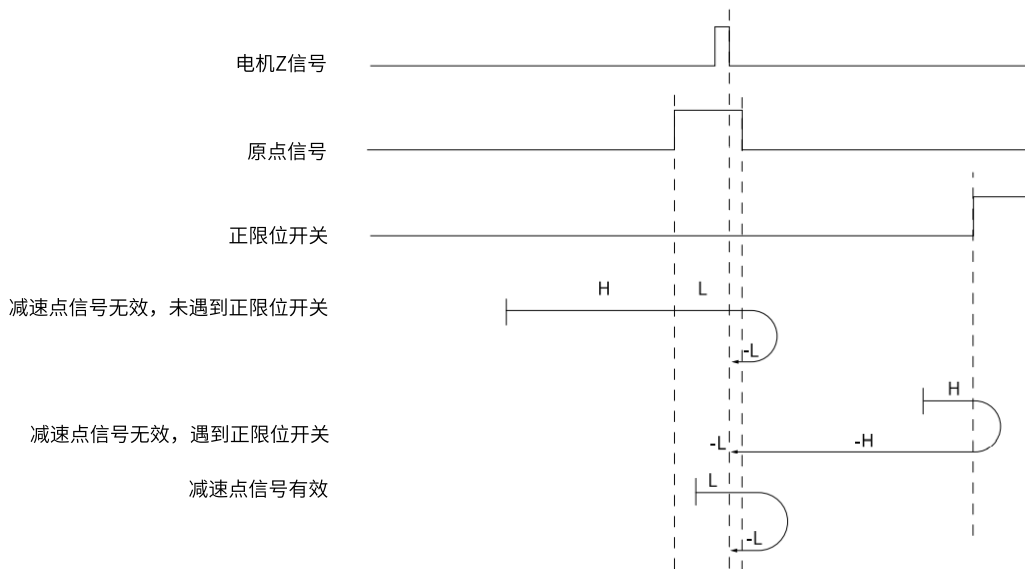 电机Z信号
原点信号
正限位开关
减速点信号无效，未遇到正限位开关
H
L
-L
减速点信号无效，遇到正限位开关
H
-L
-H
减速点信号有效
L
-L